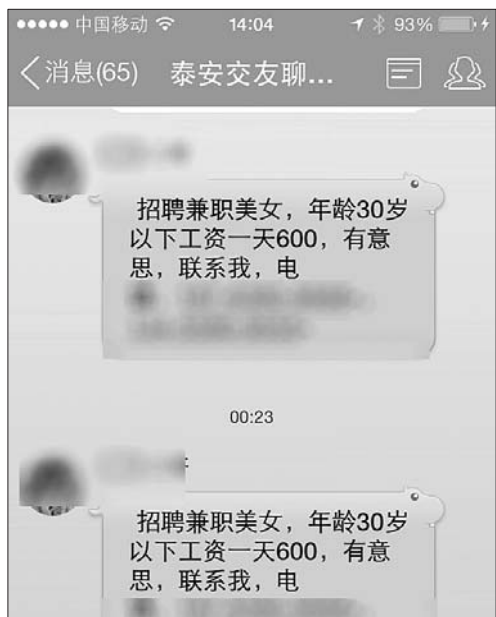 中国移动 14:04 93%
消息(65) 泰安交友聊...
招聘兼职美女，年龄30岁
以下工资一天600，有意
思，联系我，电
00:23
招聘兼职美女，年龄30岁
以下工资一天600，有意
思，联系我，电